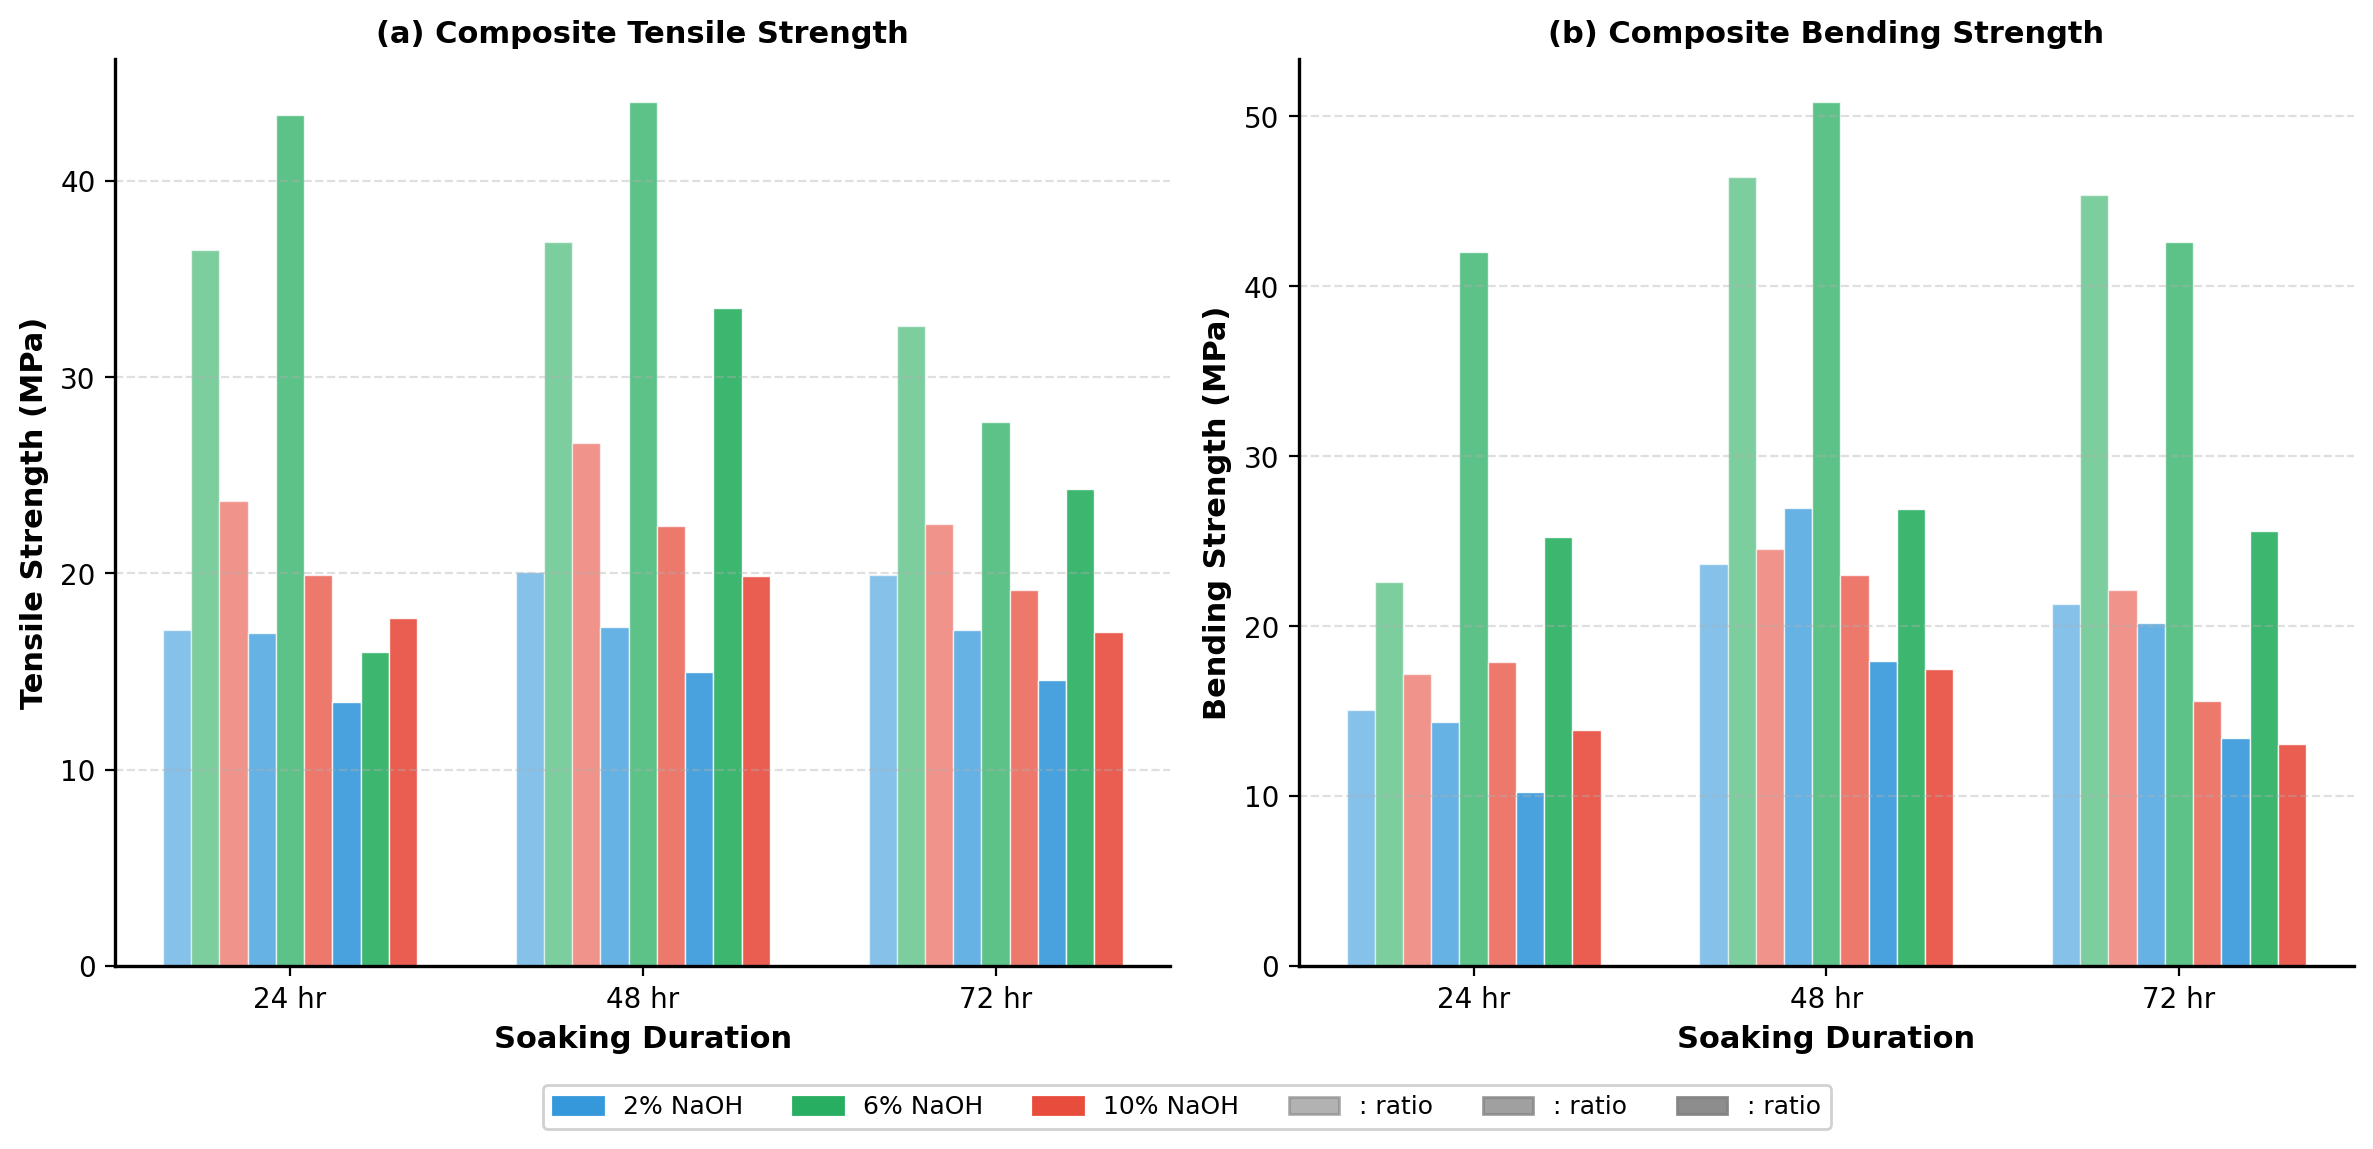 (a) Composite Tensile Strength
Tensile Strength (MPa)
40
30
20
10
0
24 hr 48 hr 72 hr
Soaking Duration
(b) Composite Bending Strength
Bending Strength (MPa)
50
40
30
20
10
0
24 hr 48 hr 72 hr
Soaking Duration
2% NaOH 6% NaOH 10% NaOH : ratio : ratio : ratio